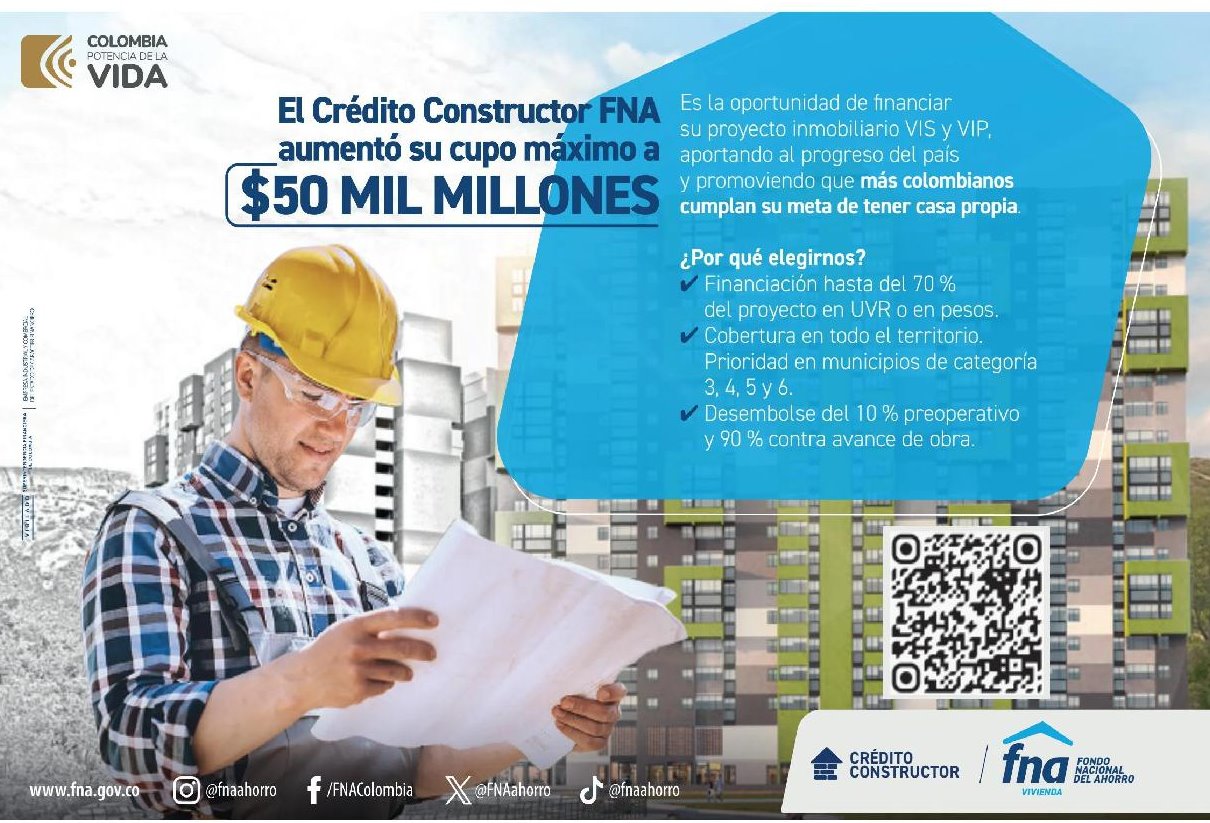 COLOMBIA
POTENCIA DE LA
VIDA
El Crédito Constructor FNA
aumentó su cupo máximo a
$50 MIL MILLONES
Es la oportunidad de financiar
su proyecto inmobiliario VIS y VIP,
aportando al progreso del país
y promoviendo que más colombianos
cumplan su meta de tener casa propia.
¿Por qué elegirnos?
✔ Financiación hasta del 70 %
del proyecto en UVR o en pesos.
✔ Cobertura en todo el territorio.
Prioridad en municipios de categoría
3, 4, 5 y 6.
✔ Desembolse del 10 % preoperativo
y 90 % contra avance de obra.
CRÉDITO
CONSTRUCTOR
fna
FONDO
NACIONAL
DEL AHORRO
VIVIENDA
www.fna.gov.co
@fnaahorro
/FNAColombia
@FNAahorro
@fnaahorro